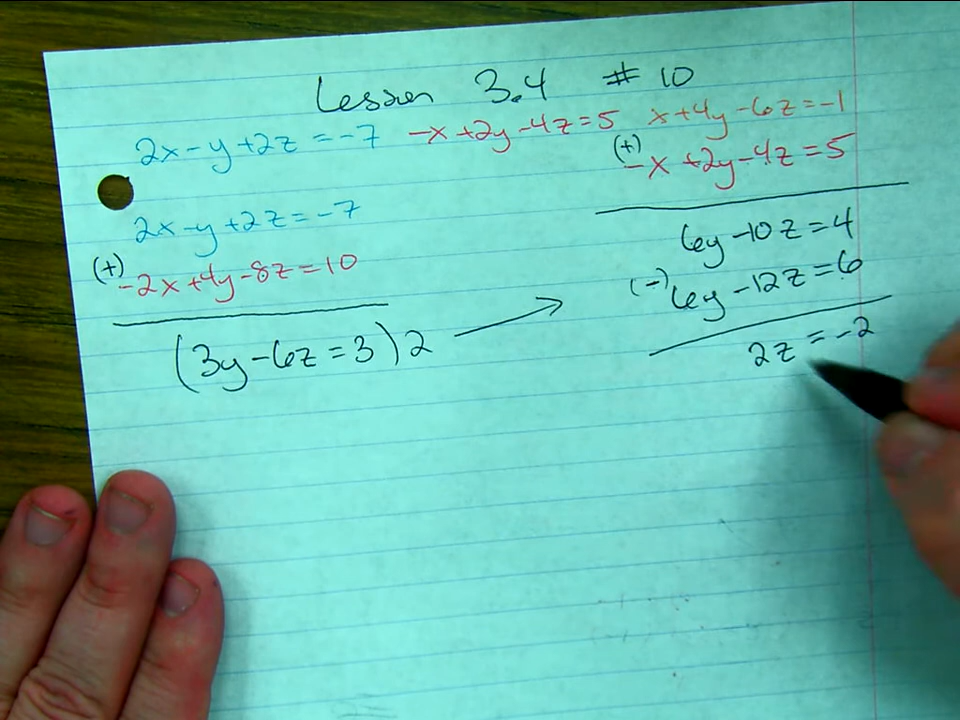 Lesson 3.4 # 10
2x-y+2z=-7 -x+2y-4z=5 x+4y-6z=-1
(+) -x+2y-4z=5
2x-y+2z=-7
(+) -2x+4y-8z=10
(3y-6z=3)2
6y-10z=4
(-) 6y-12z=6
2z=-2